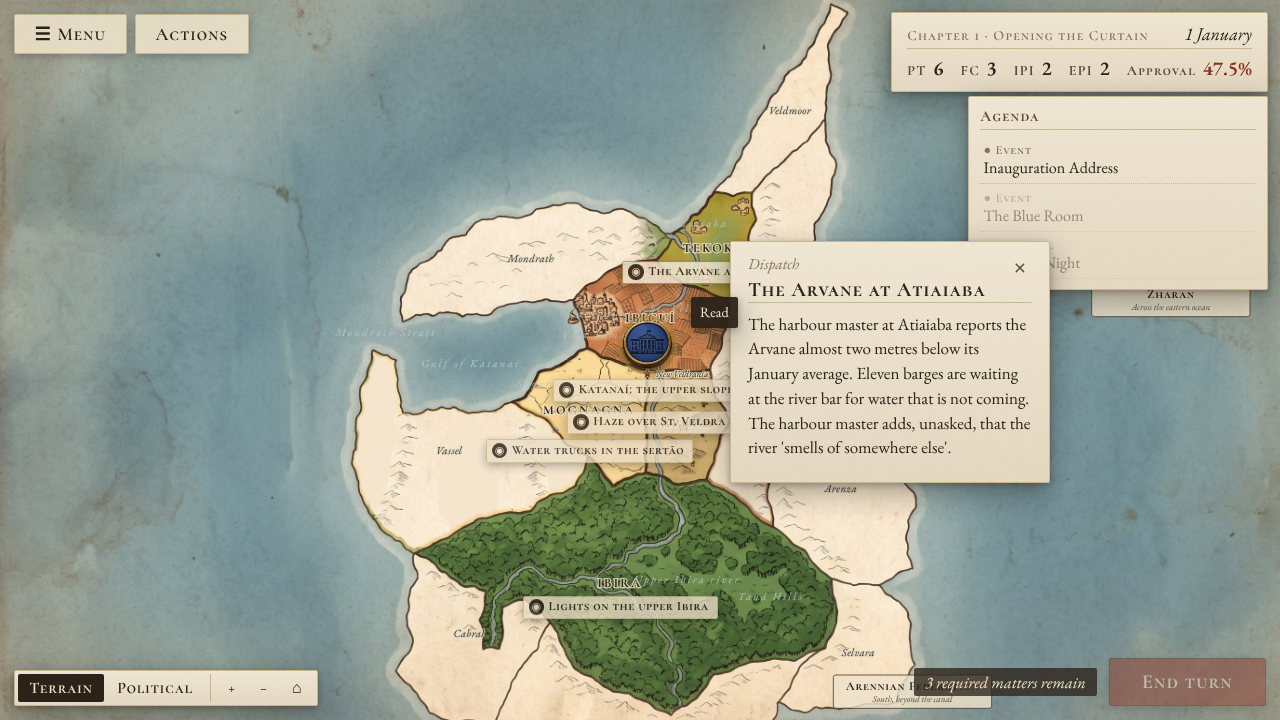 ☰ Menu
Actions
Chapter 1 · Opening the Curtain
1 January
PT 6 FC 3 IPI 2 EPI 2 Approval 47.5%
Agenda
Event
Inauguration Address
Event
The Blue Room
Night
Zharan
Across the eastern ocean
Veldmoor
Mondrath
Mondrath Strait
Gulf of Katanaí
The Arvane
Read
Dispatch
✕
The Arvane at Atiaiaba
The harbour master at Atiaiaba reports the
Arvane almost two metres below its
January average. Eleven barges are waiting
at the river bar for water that is not coming.
The harbour master adds, unasked, that the
river 'smells of somewhere else'.
Katanaí: the upper
Haze over St. Veldra
Water trucks in the sertão
Vassel
Arenza
IBIRA
Upper Ibira river
Tauá Hills
Lights on the upper Ibira
Cabral
Selvara
Arennian
South, beyond the canal
3 required matters remain
Terrain
Political
+
−
⌂
End turn